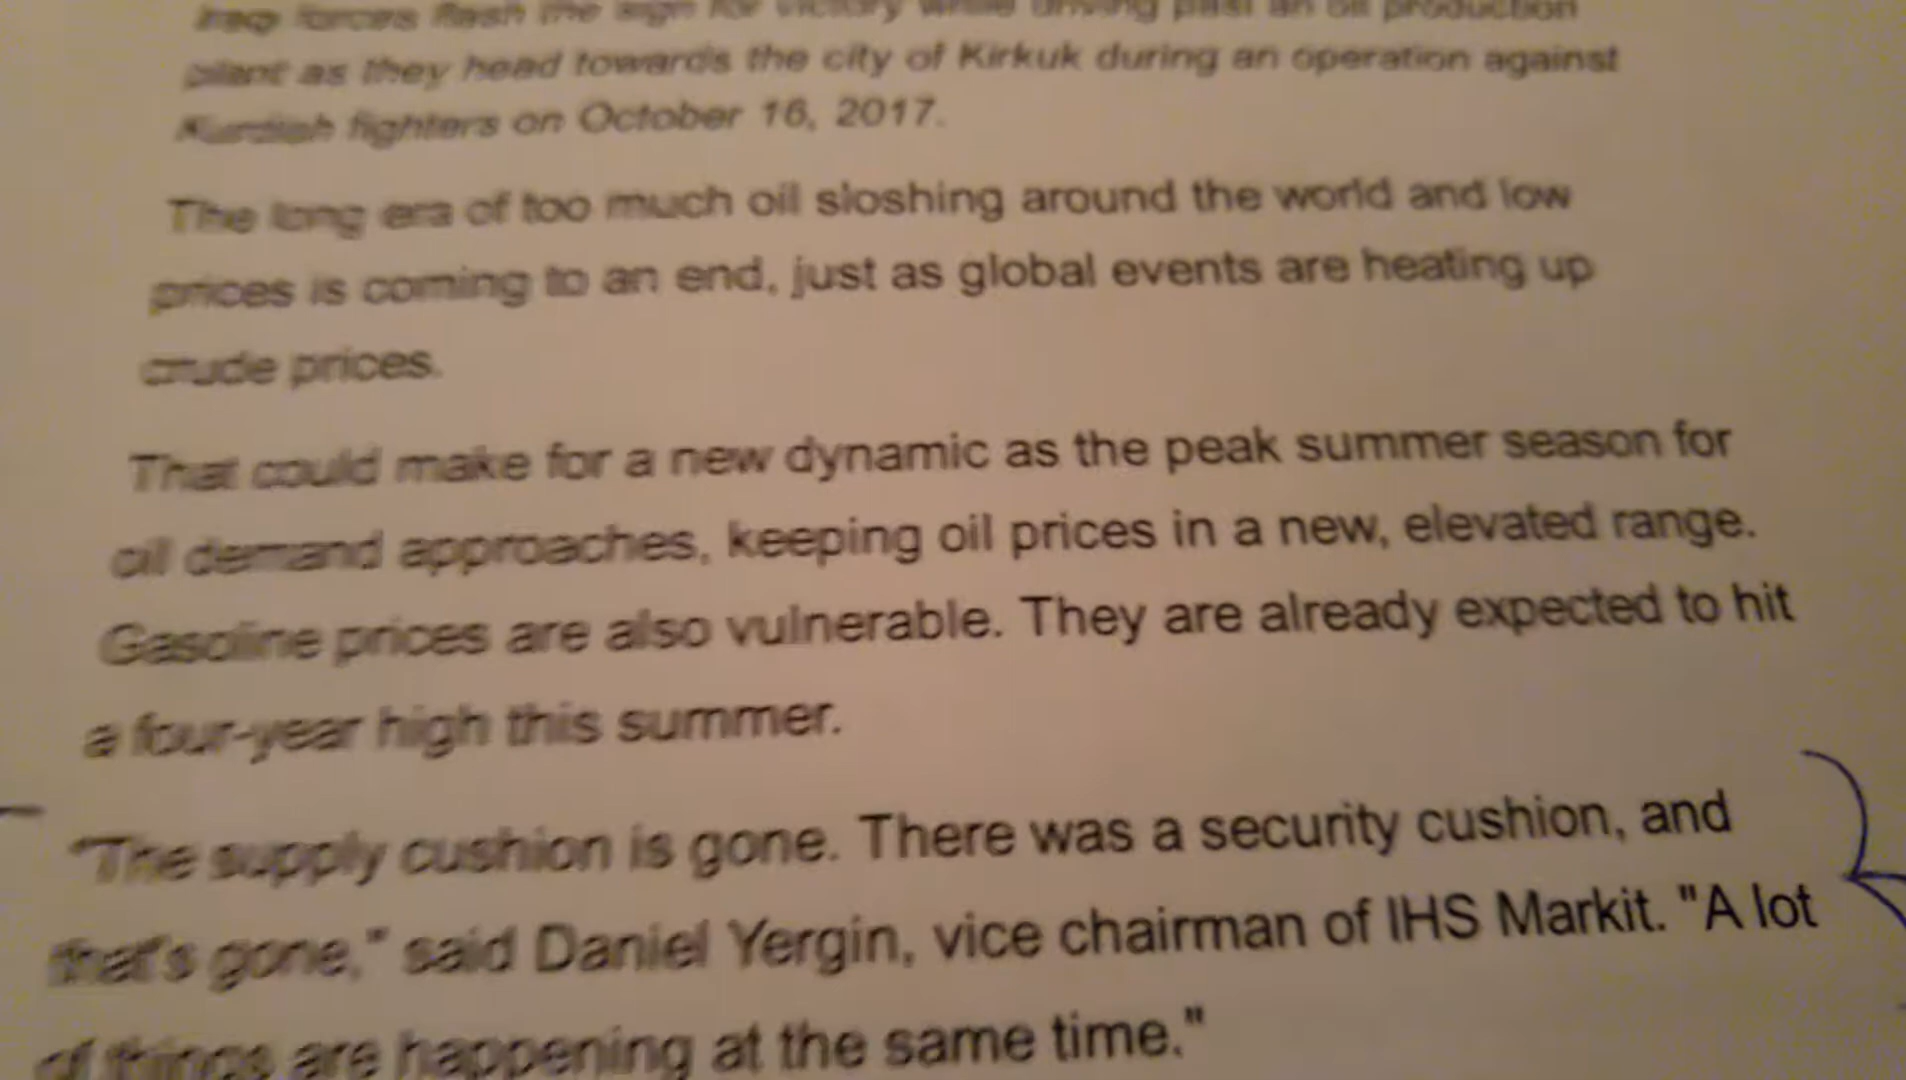 Iraqi forces flash the sign for victory while driving past an oil production
plant as they head towards the city of Kirkuk during an operation against
Kurdish fighters on October 16, 2017.
The long era of too much oil sloshing around the world and low
prices is coming to an end, just as global events are heating up
crude prices.
That could make for a new dynamic as the peak summer season for
oil demand approaches, keeping oil prices in a new, elevated range.
Gasoline prices are also vulnerable. They are already expected to hit
a four-year high this summer.
"The supply cushion is gone. There was a security cushion, and
that's gone," said Daniel Yergin, vice chairman of IHS Markit. "A lot
of things are happening at the same time."